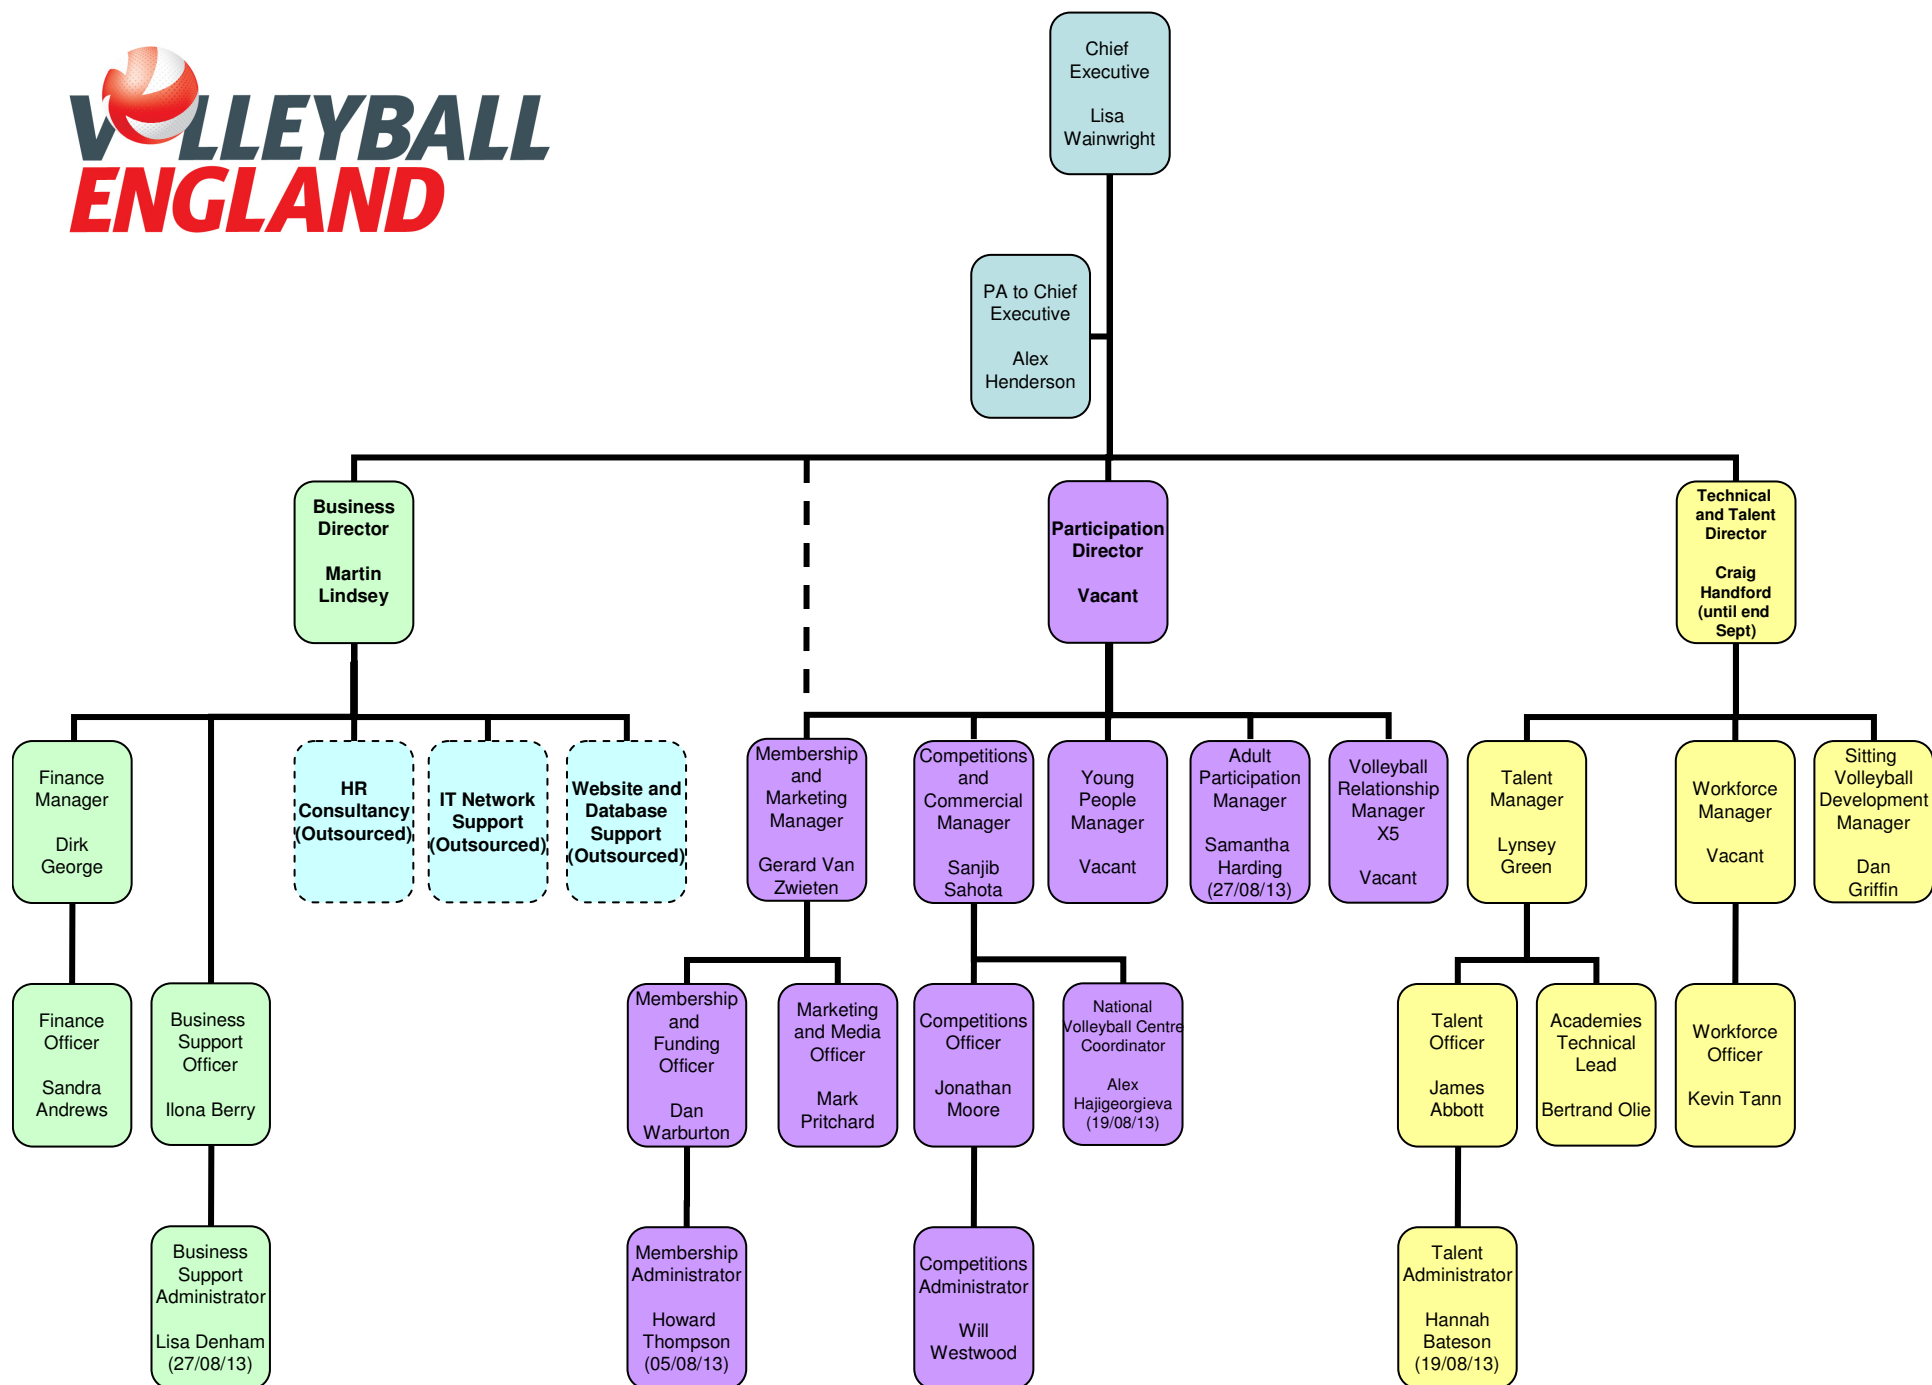 VOLLEYBALL
ENGLAND
Chief
Executive
Lisa
Wainwright
PA to Chief
Executive
Alex
Henderson
Business
Director
Martin
Lindsey
Participation
Director
Vacant
Technical
and Talent
Director
Craig
Handford
(until end
Sept)
Finance
Manager
Dirk
George
HR
Consultancy
(Outsourced)
IT Network
Support
(Outsourced)
Website and
Database
Support
(Outsourced)
Membership
and
Marketing
Manager
Gerard Van
Zwieten
Competitions
and
Commercial
Manager
Sanjib
Sahota
Young
People
Manager
Vacant
Adult
Participation
Manager
Samantha
Harding
(27/08/13)
Volleyball
Relationship
Manager
X5
Vacant
Talent
Manager
Lynsey
Green
Workforce
Manager
Vacant
Sitting
Volleyball
Development
Manager
Dan
Griffin
Finance
Officer
Sandra
Andrews
Business
Support
Officer
Ilona Berry
Membership
and
Funding
Officer
Dan
Warburton
Marketing
and Media
Officer
Mark
Pritchard
Competitions
Officer
Jonathan
Moore
National
Volleyball Centre
Coordinator
Alex
Hajigeorgieva
(19/08/13)
Talent
Officer
James
Abbott
Academies
Technical
Lead
Bertrand Olie
Workforce
Officer
Kevin Tann
Business
Support
Administrator
Lisa Denham
(27/08/13)
Membership
Administrator
Howard
Thompson
(05/08/13)
Competitions
Administrator
Will
Westwood
Talent
Administrator
Hannah
Bateson
(19/08/13)